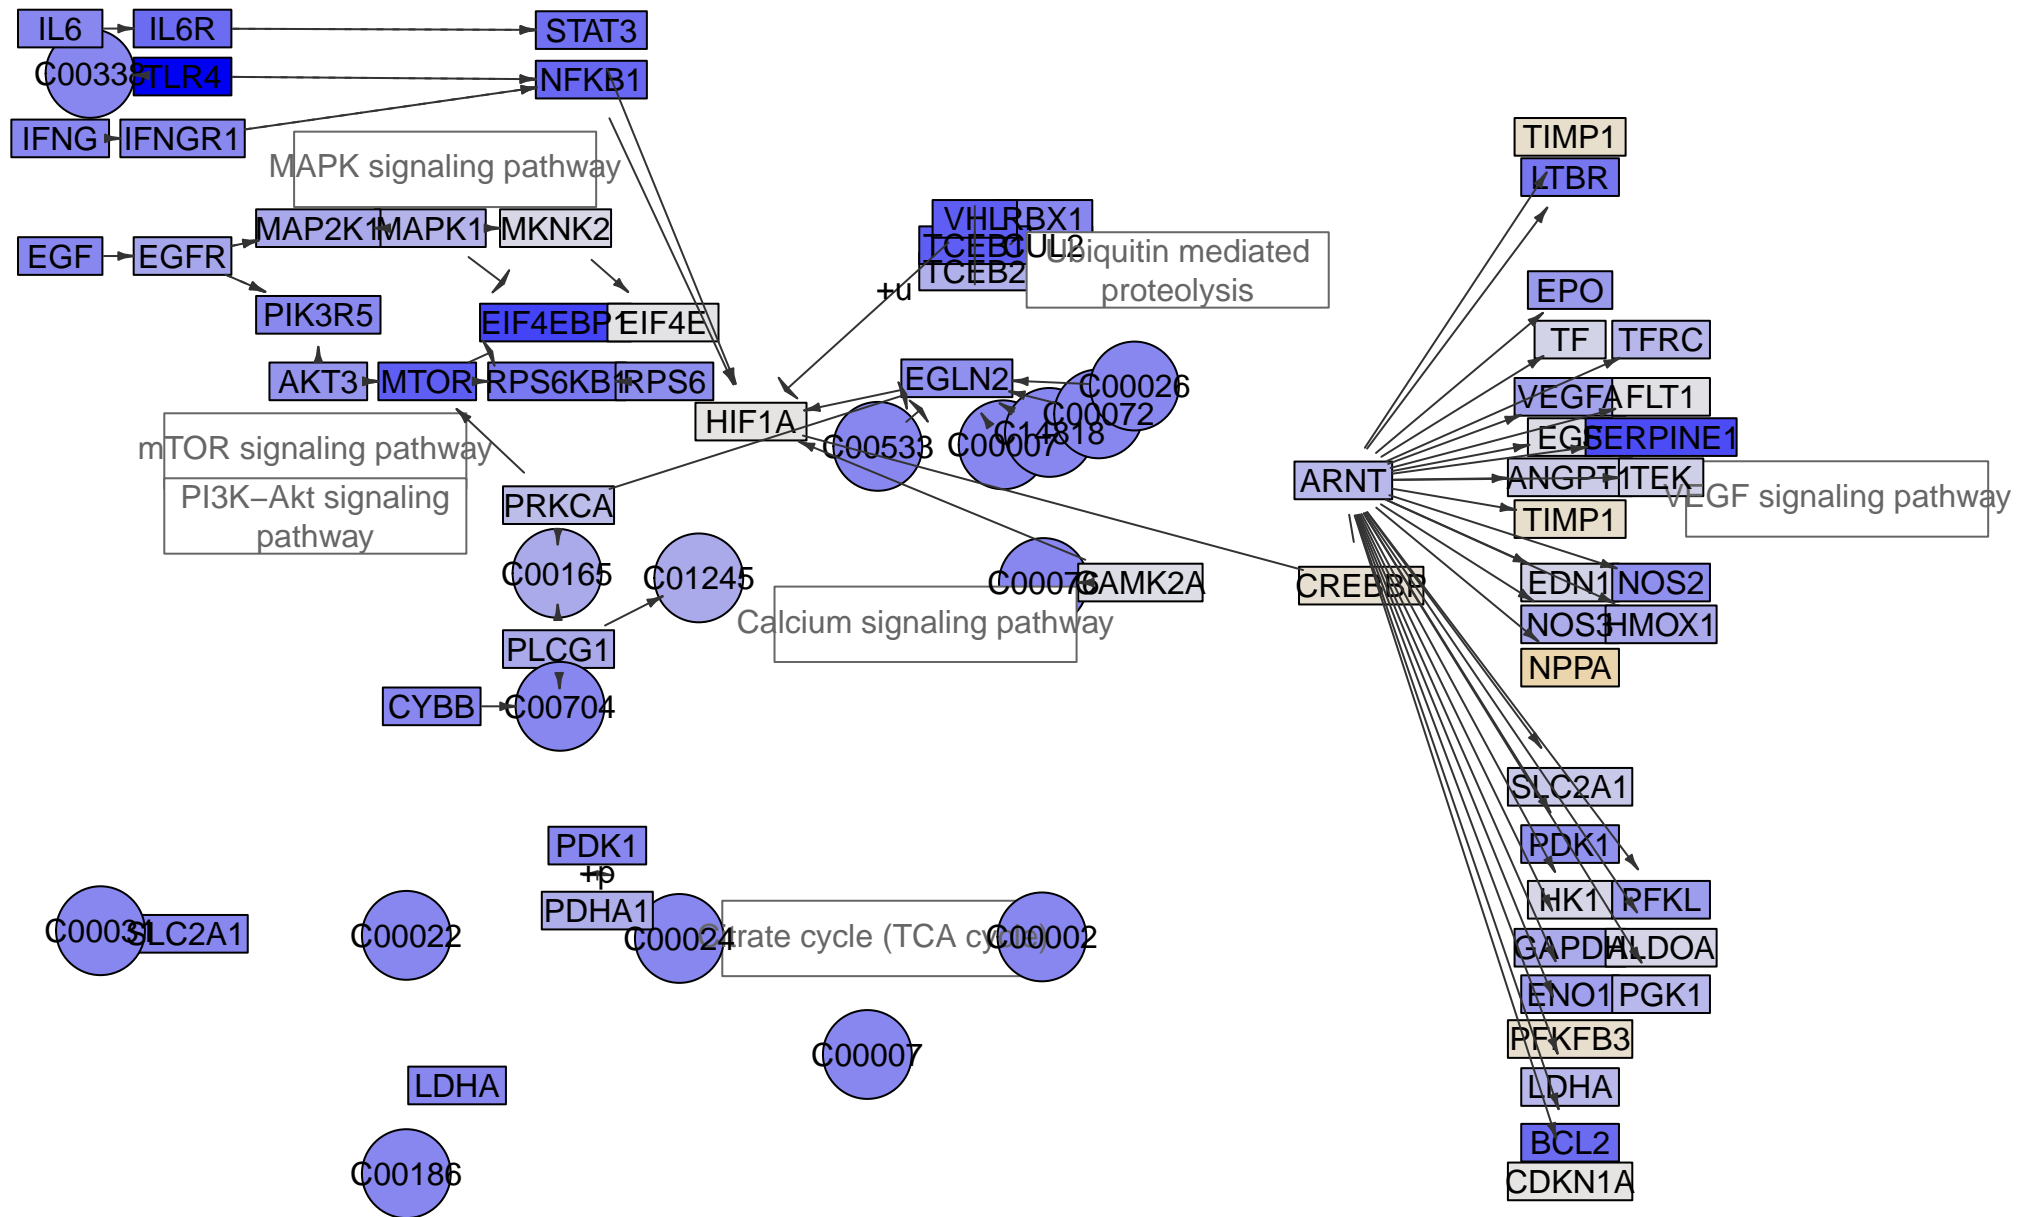 IL6
IL6R
STAT3
C00338
TLR4
NFKB1
IFNG
IFNGR1
MAPK signaling pathway
MAP2K1
MAPK1
MKNK2
EGF
EGFR
PIK3R5
EIF4EBP1
EIF4E
AKT3
MTOR
RPS6KB1
RPS6
mTOR signaling pathway
PI3K−Akt signaling
pathway
VHL
RBX1
TCEB1
CUL2
TCEB2
Ubiquitin mediated
proteolysis
+u
EGLN2
HIF1A
C00533
C00007
C14818
C00072
C00026
PRKCA
C00165
C01245
PLCG1
CYBB
C00704
C00076
CAMK2A
Calcium signaling pathway
CREBBP
ARNT
TIMP1
LTBR
EPO
TF
TFRC
VEGFA
FLT1
EGF
SERPINE1
ANGPT1
TEK
VEGF signaling pathway
TIMP1
EDN1
NOS2
NOS3
HMOX1
NPPA
SLC2A1
PDK1
HK1
PFKL
GAPDH
ALDOA
ENO1
PGK1
PFKFB3
LDHA
BCL2
CDKN1A
PDK1
+p
PDHA1
C00031
SLC2A1
C00022
C00024
Citrate cycle (TCA cycle)
C00002
C00007
LDHA
C00186